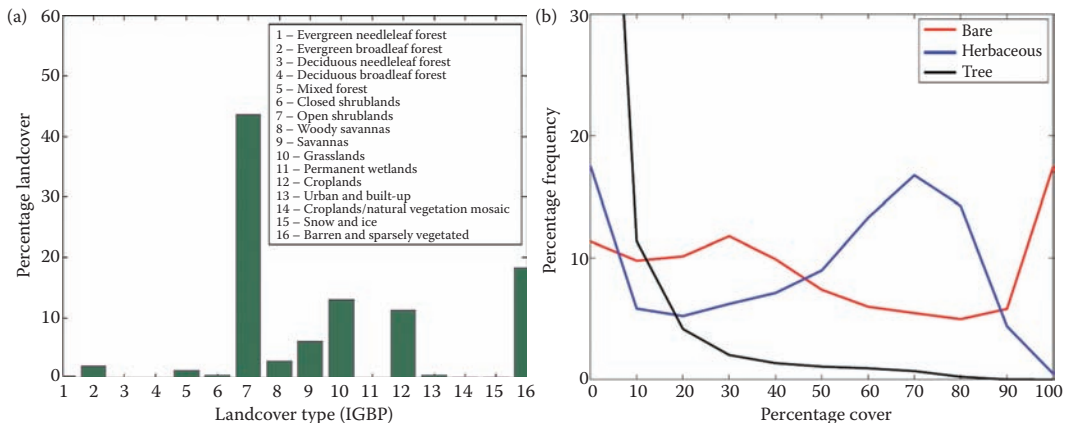 (a)
60
50
40
30
20
10
0
Percentage landcover
1 – Evergreen needleleaf forest
2 – Evergreen broadleaf forest
3 – Deciduous needleleaf forest
4 – Deciduous broadleaf forest
5 – Mixed forest
6 – Closed shrublands
7 – Open shrublands
8 – Woody savannas
9 – Savannas
10 – Grasslands
11 – Permanent wetlands
12 – Croplands
13 – Urban and built-up
14 – Croplands/natural vegetation mosaic
15 – Snow and ice
16 – Barren and sparsely vegetated
1 2 3 4 5 6 7 8 9 10 11 12 13 14 15 16
Landcover type (IGBP)
(b)
30
20
10
0
Percentage frequency
Bare
Herbaceous
Tree
0 10 20 30 40 50 60 70 80 90 100
Percentage cover